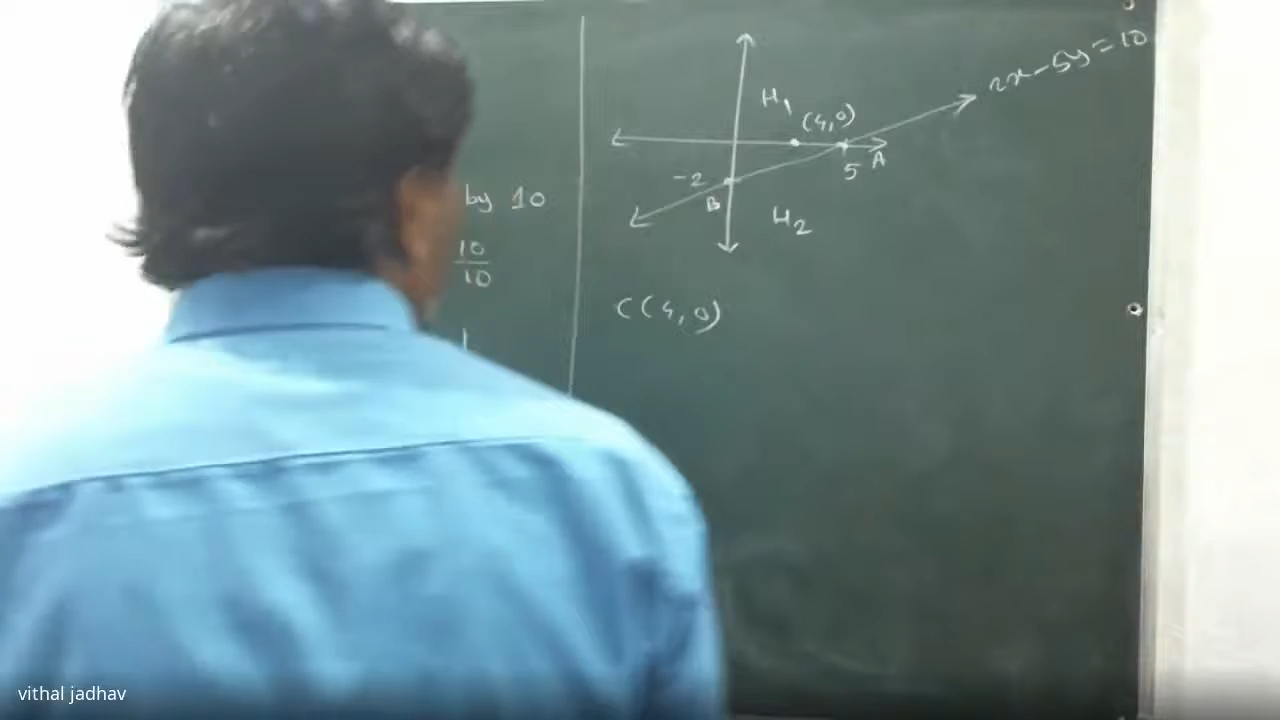 by 10
10
10
2x-5y=10
H1
(4,0)
5 A
-2
B
H2
C(4,0)
vithal jadhav